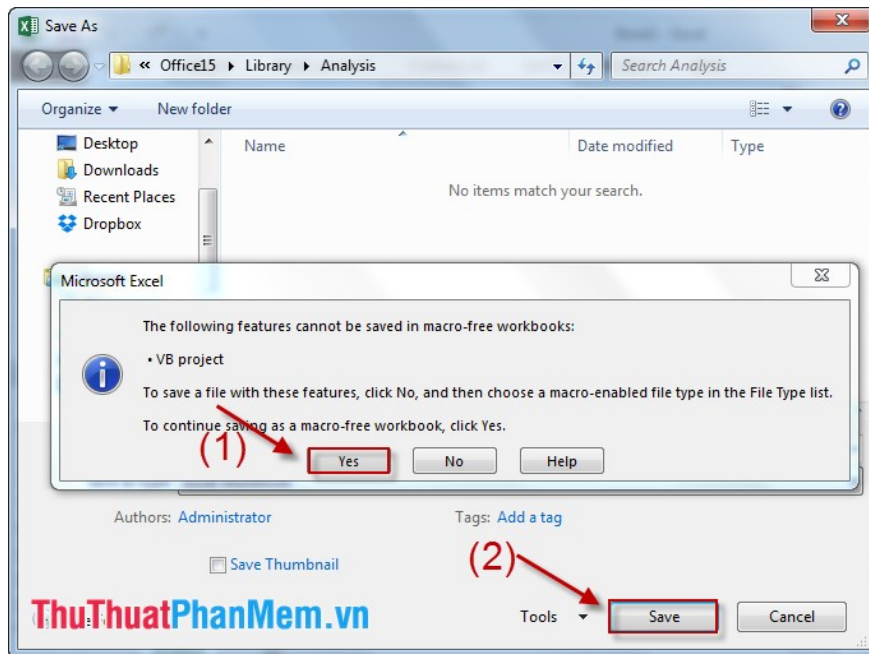 Save As
« Office15 ▸ Library ▸ Analysis
Search Analysis
Organize
New folder
Name
Date modified
Type
Desktop
Downloads
Recent Places
Dropbox
No items match your search.
Microsoft Excel
The following features cannot be saved in macro-free workbooks:
• VB project
To save a file with these features, click No, and then choose a macro-enabled file type in the File Type list.
To continue saving as a macro-free workbook, click Yes.
(1)
Yes
No
Help
Authors: Administrator
Tags: Add a tag
Save Thumbnail
(2)
ThuThuatPhanMem.vn
Tools
Save
Cancel